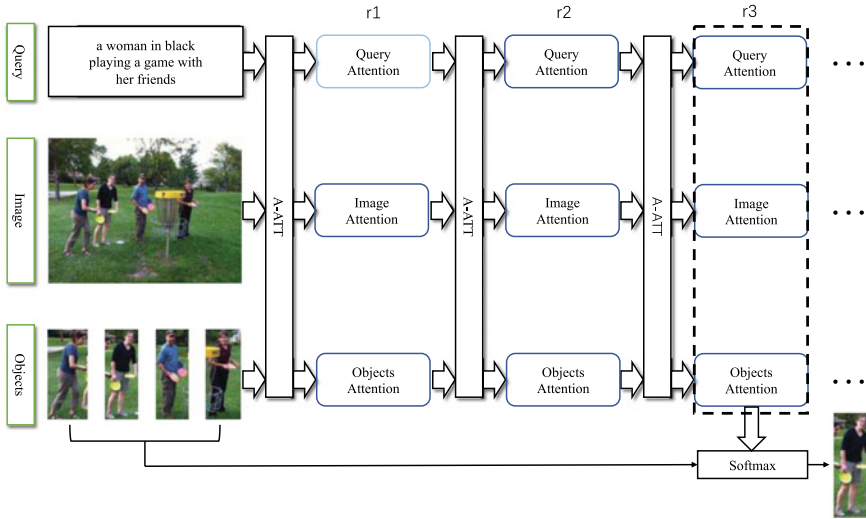 r1
r2
r3
Query
a woman in black
playing a game with
her friends
Query
Attention
Query
Attention
Query
Attention
...
Image
A-ATT
Image
Attention
A-ATT
Image
Attention
A-ATT
Image
Attention
...
Objects
Objects
Attention
Objects
Attention
Objects
Attention
...
Softmax